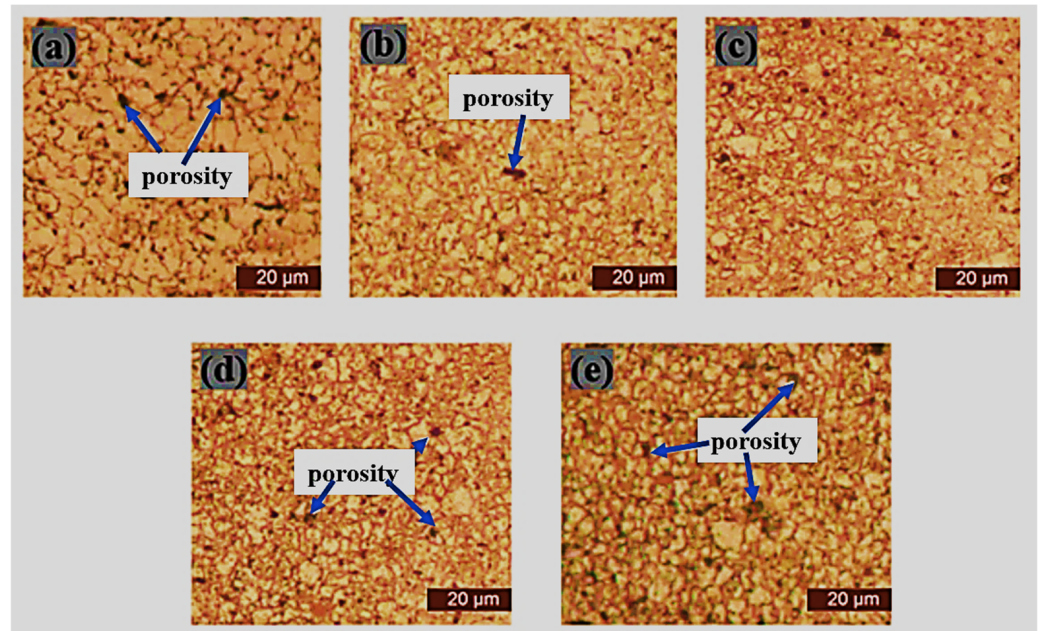 (a)
porosity
20 µm
(b)
porosity
20 µm
(c)
20 µm
(d)
porosity
20 µm
(e)
porosity
20 µm